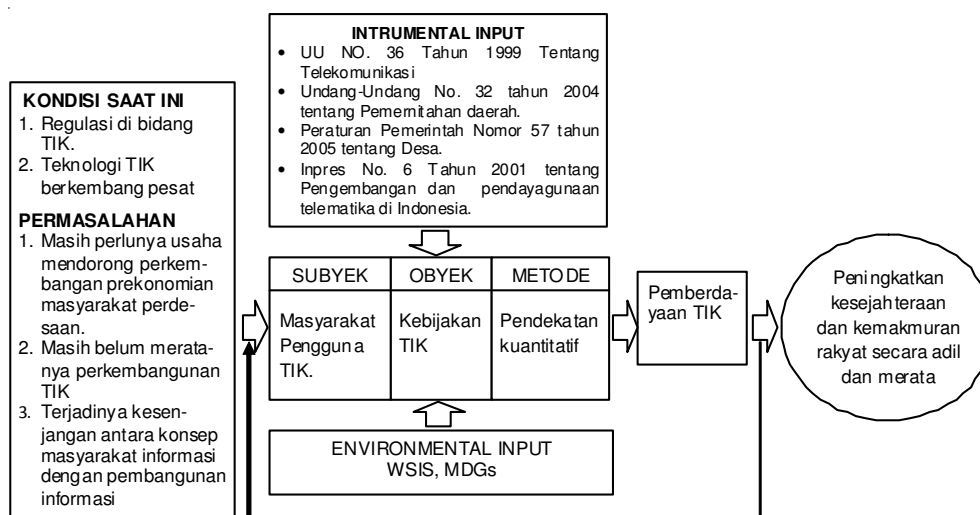 KONDISI SAAT INI
1. Regulasi di bidang
TIK.
2. Teknologi TIK
berkembang pesat
PERMASALAHAN
1. Masih perlunya usaha
mendorong perkem-
bangan prekonomian
masyarakat perde-
saan.
2. Masih belum merata-
nya perkembangunan
TIK
3. Terjadinya kesen-
jangan antara konsep
masyarakat informasi
dengan pembangunan
informasi
INTRUMENTAL INPUT
• UU NO. 36 Tahun 1999 Tentang
Telekomunikasi
• Undang-Undang No. 32 tahun 2004
tentang Pemernitahan daerah.
• Peraturan Pemerintah Nomor 57 tahun
2005 tentang Desa.
• Inpres No. 6 Tahun 2001 tentang
Pengembangan dan pendayagunaan
telematika di Indonesia.
SUBYEK OBYEK METODE
Masyarakat
Pengguna
TIK.
Kebijakan
TIK
Pendekatan
kuantitatif
ENVIRONMENTAL INPUT
WSIS, MDGs
Pemberda-
yaan TIK
Peningkatkan
kesejahteraan
dan kemakmuran
rakyat secara adil
dan merata